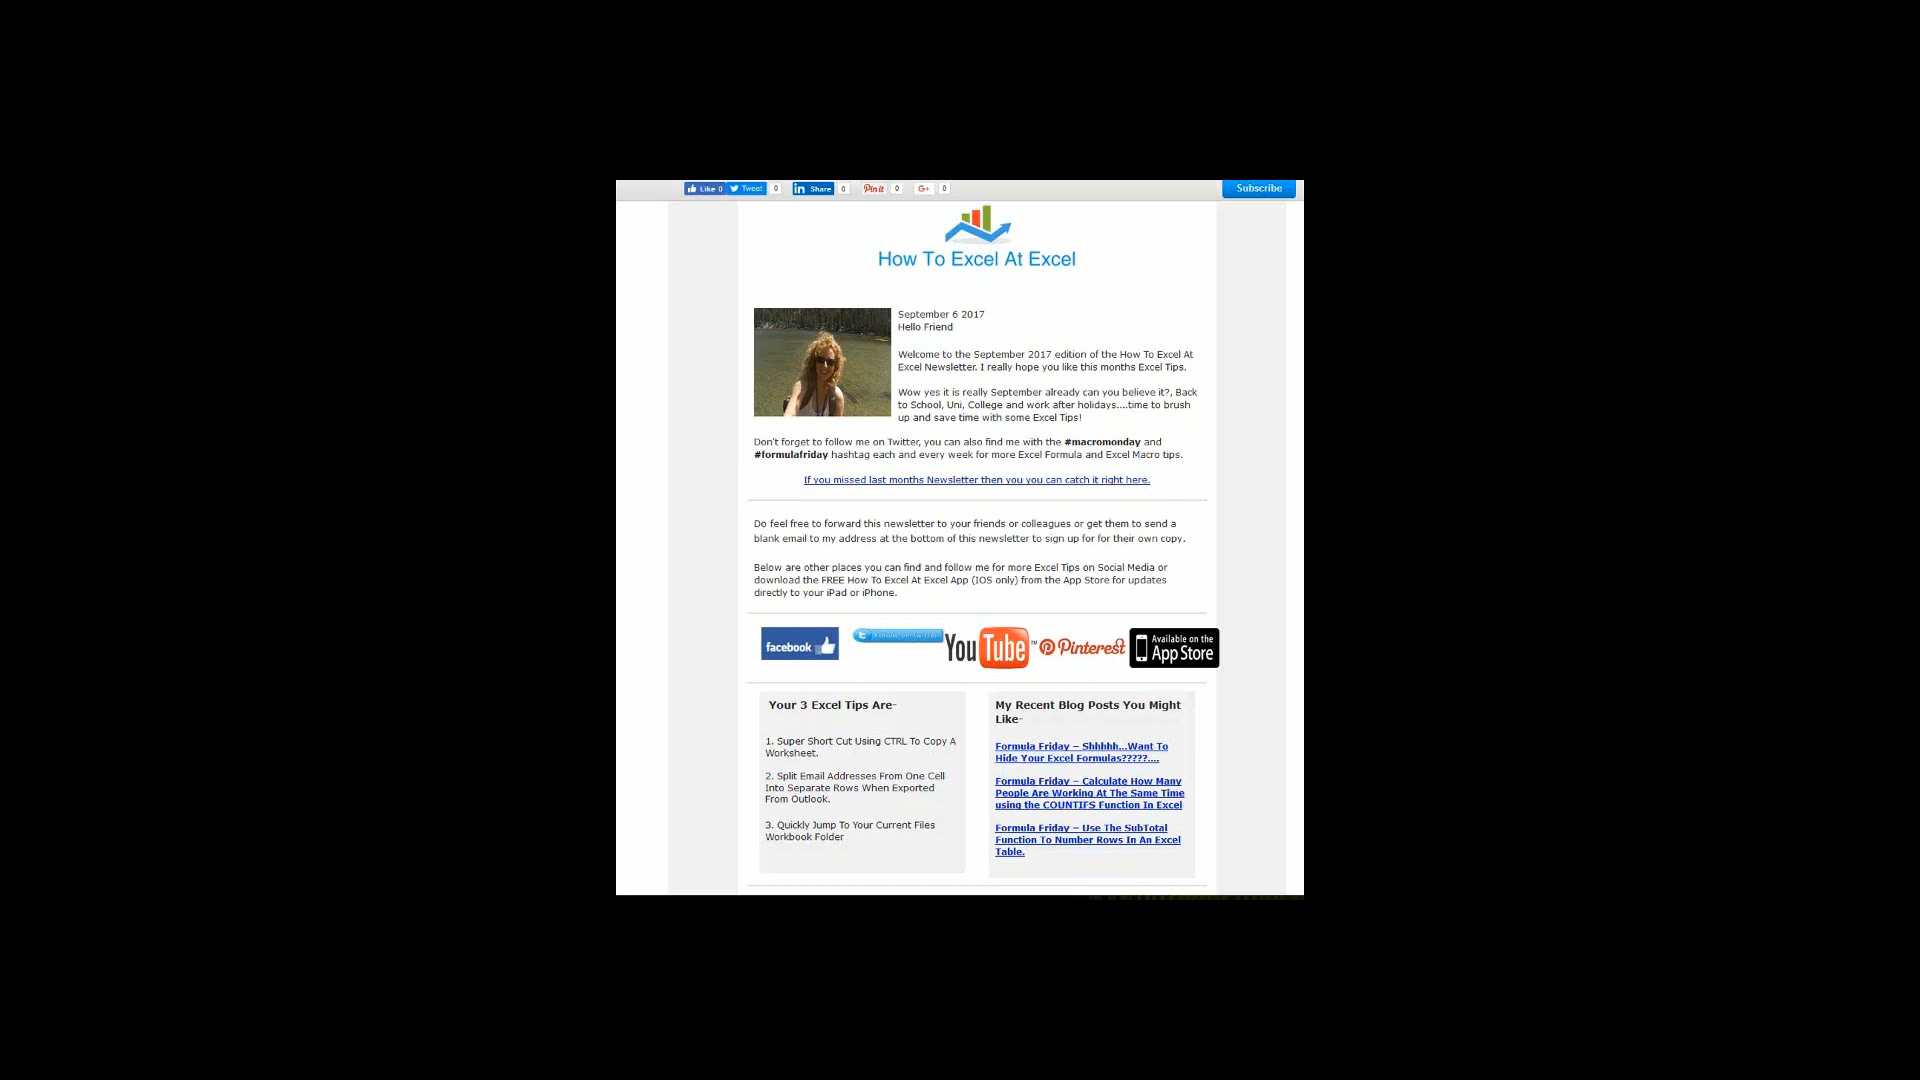 Like 0 Tweet 0 in Share 0 Pin it 0 G+ 0 Subscribe
How To Excel At Excel
September 6 2017
Hello Friend
Welcome to the September 2017 edition of the How To Excel At
Excel Newsletter. I really hope you like this months Excel Tips.
Wow yes it is really September already can you believe it?, Back
to School, Uni, College and work after holidays....time to brush
up and save time with some Excel Tips!
Don't forget to follow me on Twitter, you can also find me with the #macromonday and
#formulafriday hashtag each and every week for more Excel Formula and Excel Macro tips.
If you missed last months Newsletter then you you can catch it right here.
Do feel free to forward this newsletter to your friends or colleagues or get them to send a
blank email to my address at the bottom of this newsletter to sign up for for their own copy.
Below are other places you can find and follow me for more Excel Tips on Social Media or
download the FREE How To Excel At Excel App (IOS only) from the App Store for updates
directly to your iPad or iPhone.
facebook
Follow on Twitter
YouTube™
Pinterest
Available on the
App Store
Your 3 Excel Tips Are-
1. Super Short Cut Using CTRL To Copy A
Worksheet.
2. Split Email Addresses From One Cell
Into Separate Rows When Exported
From Outlook.
3. Quickly Jump To Your Current Files
Workbook Folder
My Recent Blog Posts You Might
Like-
Formula Friday – Shhhhh...Want To
Hide Your Excel Formulas?????....
Formula Friday – Calculate How Many
People Are Working At The Same Time
using the COUNTIFS Function In Excel
Formula Friday – Use The SubTotal
Function To Number Rows In An Excel
Table.